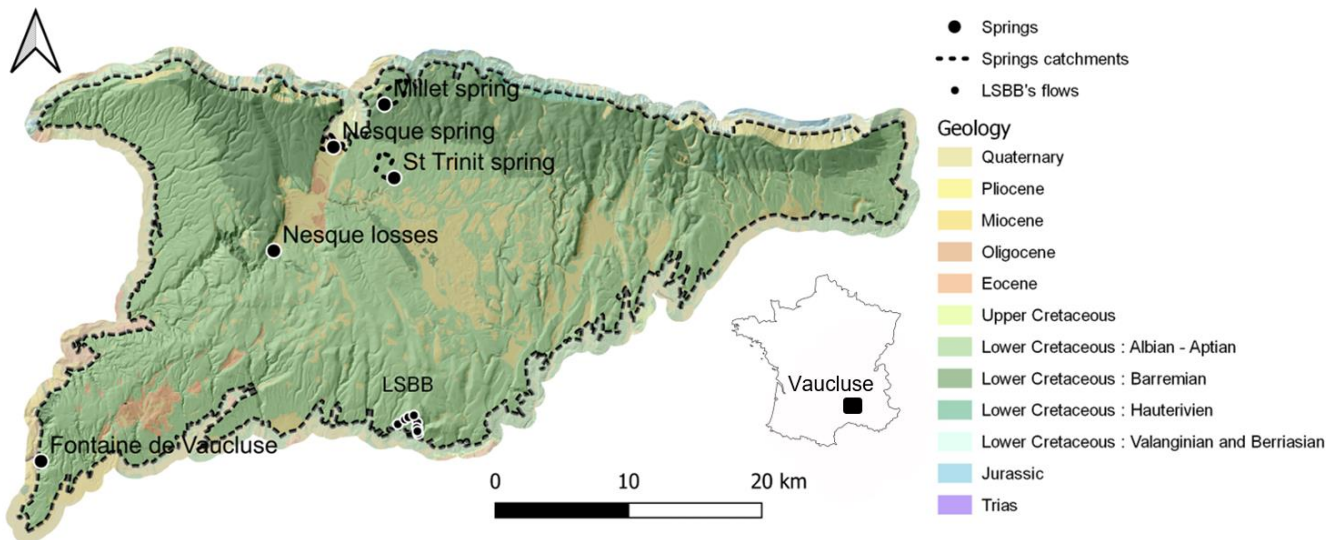 Millet spring
Nesque spring
St Trinit spring
Nesque losses
LSBB
Fontaine de Vaucluse
0 10 20 km
Vaucluse
Springs
Springs catchments
LSBB's flows
Geology
Quaternary
Pliocene
Miocene
Oligocene
Eocene
Upper Cretaceous
Lower Cretaceous : Albian - Aptian
Lower Cretaceous : Barremian
Lower Cretaceous : Hauterivien
Lower Cretaceous : Valanginian and Berriasian
Jurassic
Trias